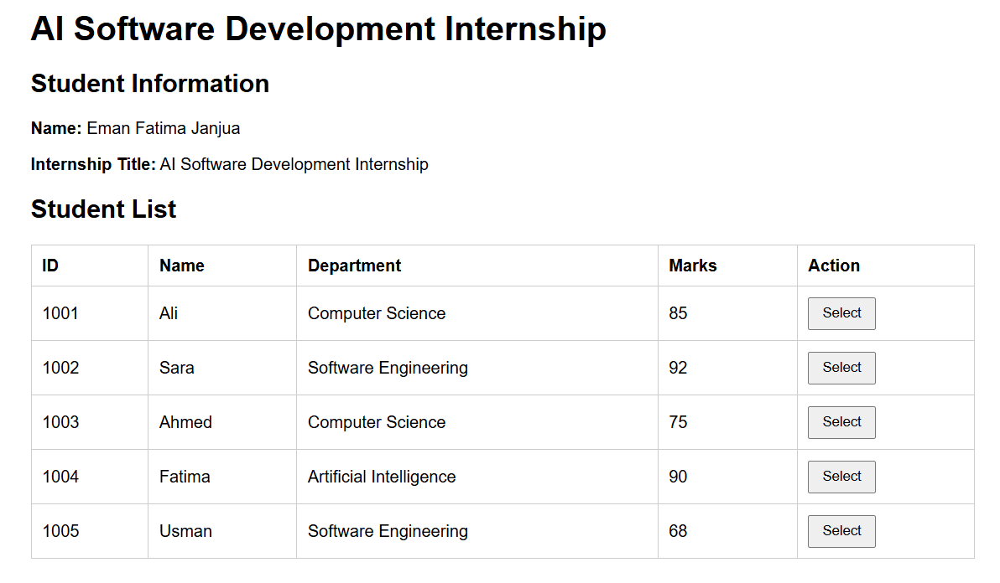 AI Software Development Internship
Student Information
Name: Eman Fatima Janjua
Internship Title: AI Software Development Internship
Student List
ID Name Department Marks Action
1001 Ali Computer Science 85 Select
1002 Sara Software Engineering 92 Select
1003 Ahmed Computer Science 75 Select
1004 Fatima Artificial Intelligence 90 Select
1005 Usman Software Engineering 68 Select